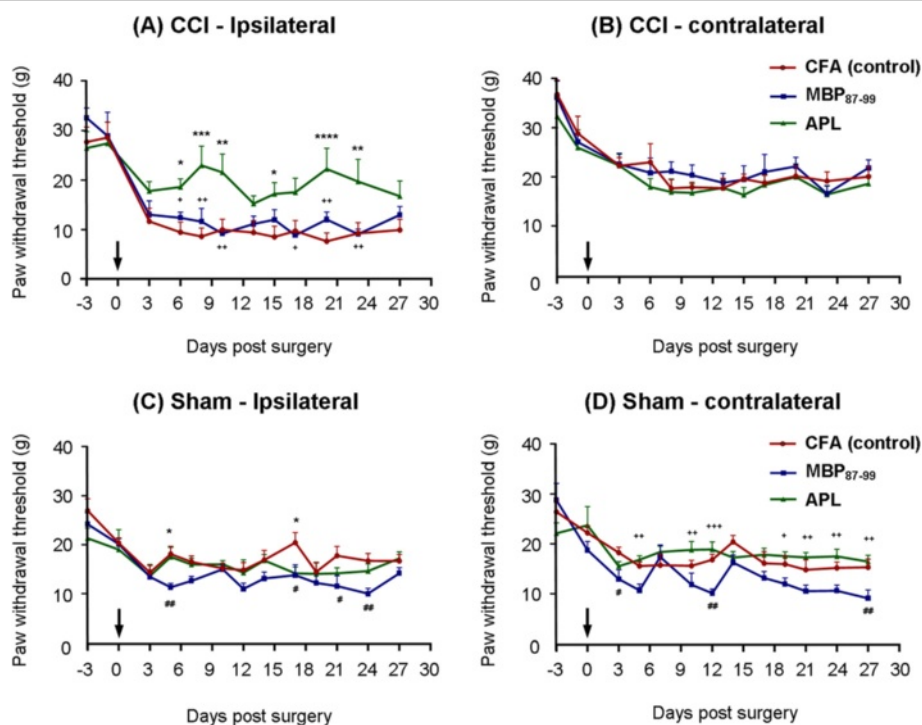 (A) CCI - Ipsilateral
Paw withdrawal threshold (g)
40
30
20
10
0
* *** ** * **** **
+ ++ ++
++ + ++
-3 0 3 6 9 12 15 18 21 24 27 30
Days post surgery
(B) CCI - contralateral
CFA (control)
MBP87-99
APL
Paw withdrawal threshold (g)
40
30
20
10
0
-3 0 3 6 9 12 15 18 21 24 27 30
Days post surgery
(C) Sham - Ipsilateral
Paw withdrawal threshold (g)
40
30
20
10
0
* *
## # # ##
-3 0 3 6 9 12 15 18 21 24 27 30
Days post surgery
(D) Sham - contralateral
CFA (control)
MBP87-99
APL
Paw withdrawal threshold (g)
40
30
20
10
0
++ ++ +++ + ++ ++ ++
# ## ##
-3 0 3 6 9 12 15 18 21 24 27 30
Days post surgery